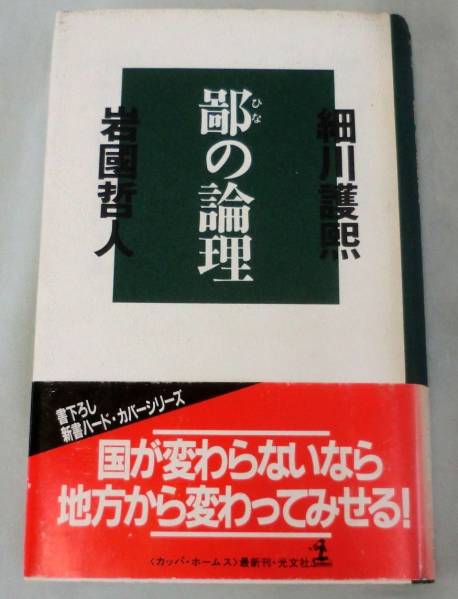 細川護熙
鄙の論理
ひな
岩國哲人
書下ろし
新書ハード・カバーシリーズ
国が変わらないなら
地方から変わってみせる!
〈カッパ・ホームス〉最新刊・光文社